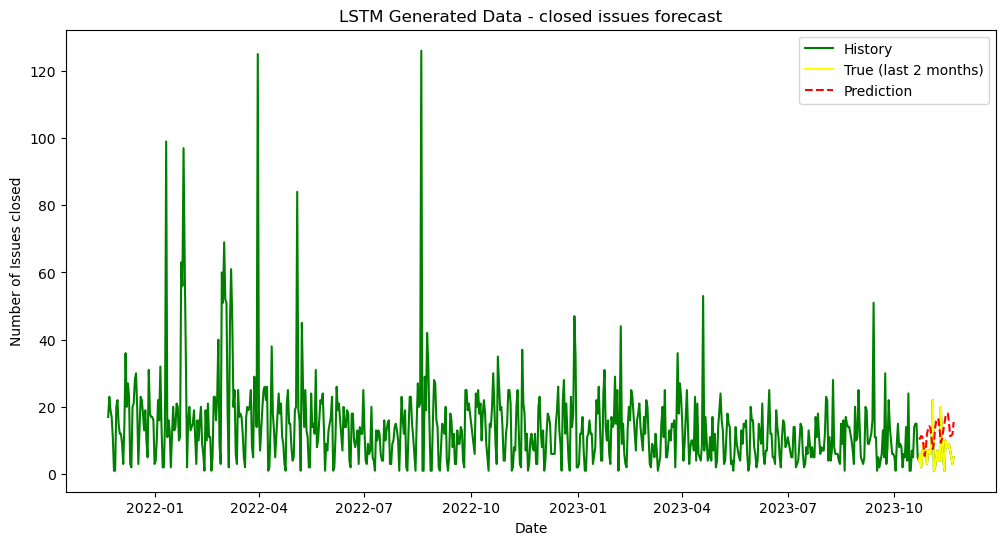 LSTM Generated Data - closed issues forecast
History
True (last 2 months)
Prediction
Number of Issues closed
120
100
80
60
40
20
0
2022-01
2022-04
2022-07
2022-10
2023-01
2023-04
2023-07
2023-10
Date